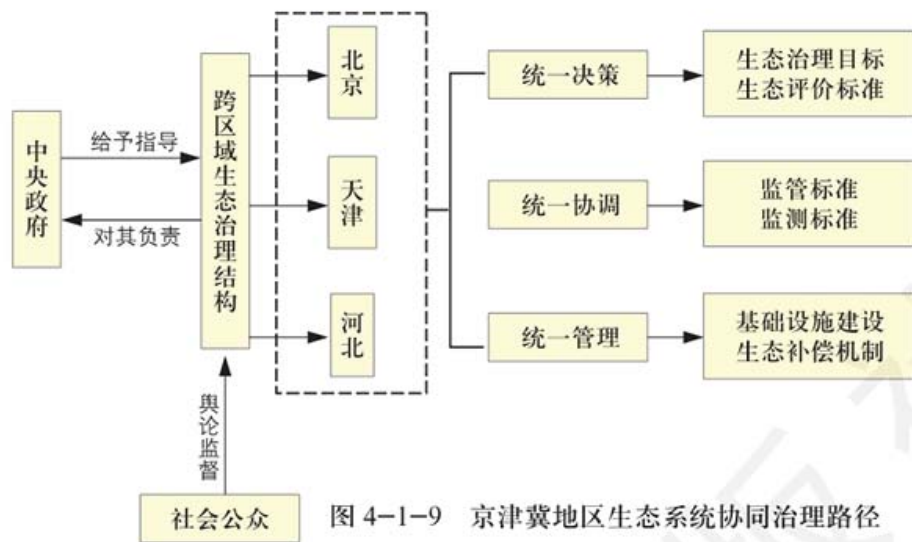 中央政府
给予指导
对其负责
跨区域生态治理结构
舆论监督
社会公众
北京
天津
河北
统一决策
统一协调
统一管理
生态治理目标
生态评价标准
监管标准
监测标准
基础设施建设
生态补偿机制
图 4-1-9 京津冀地区生态系统协同治理路径